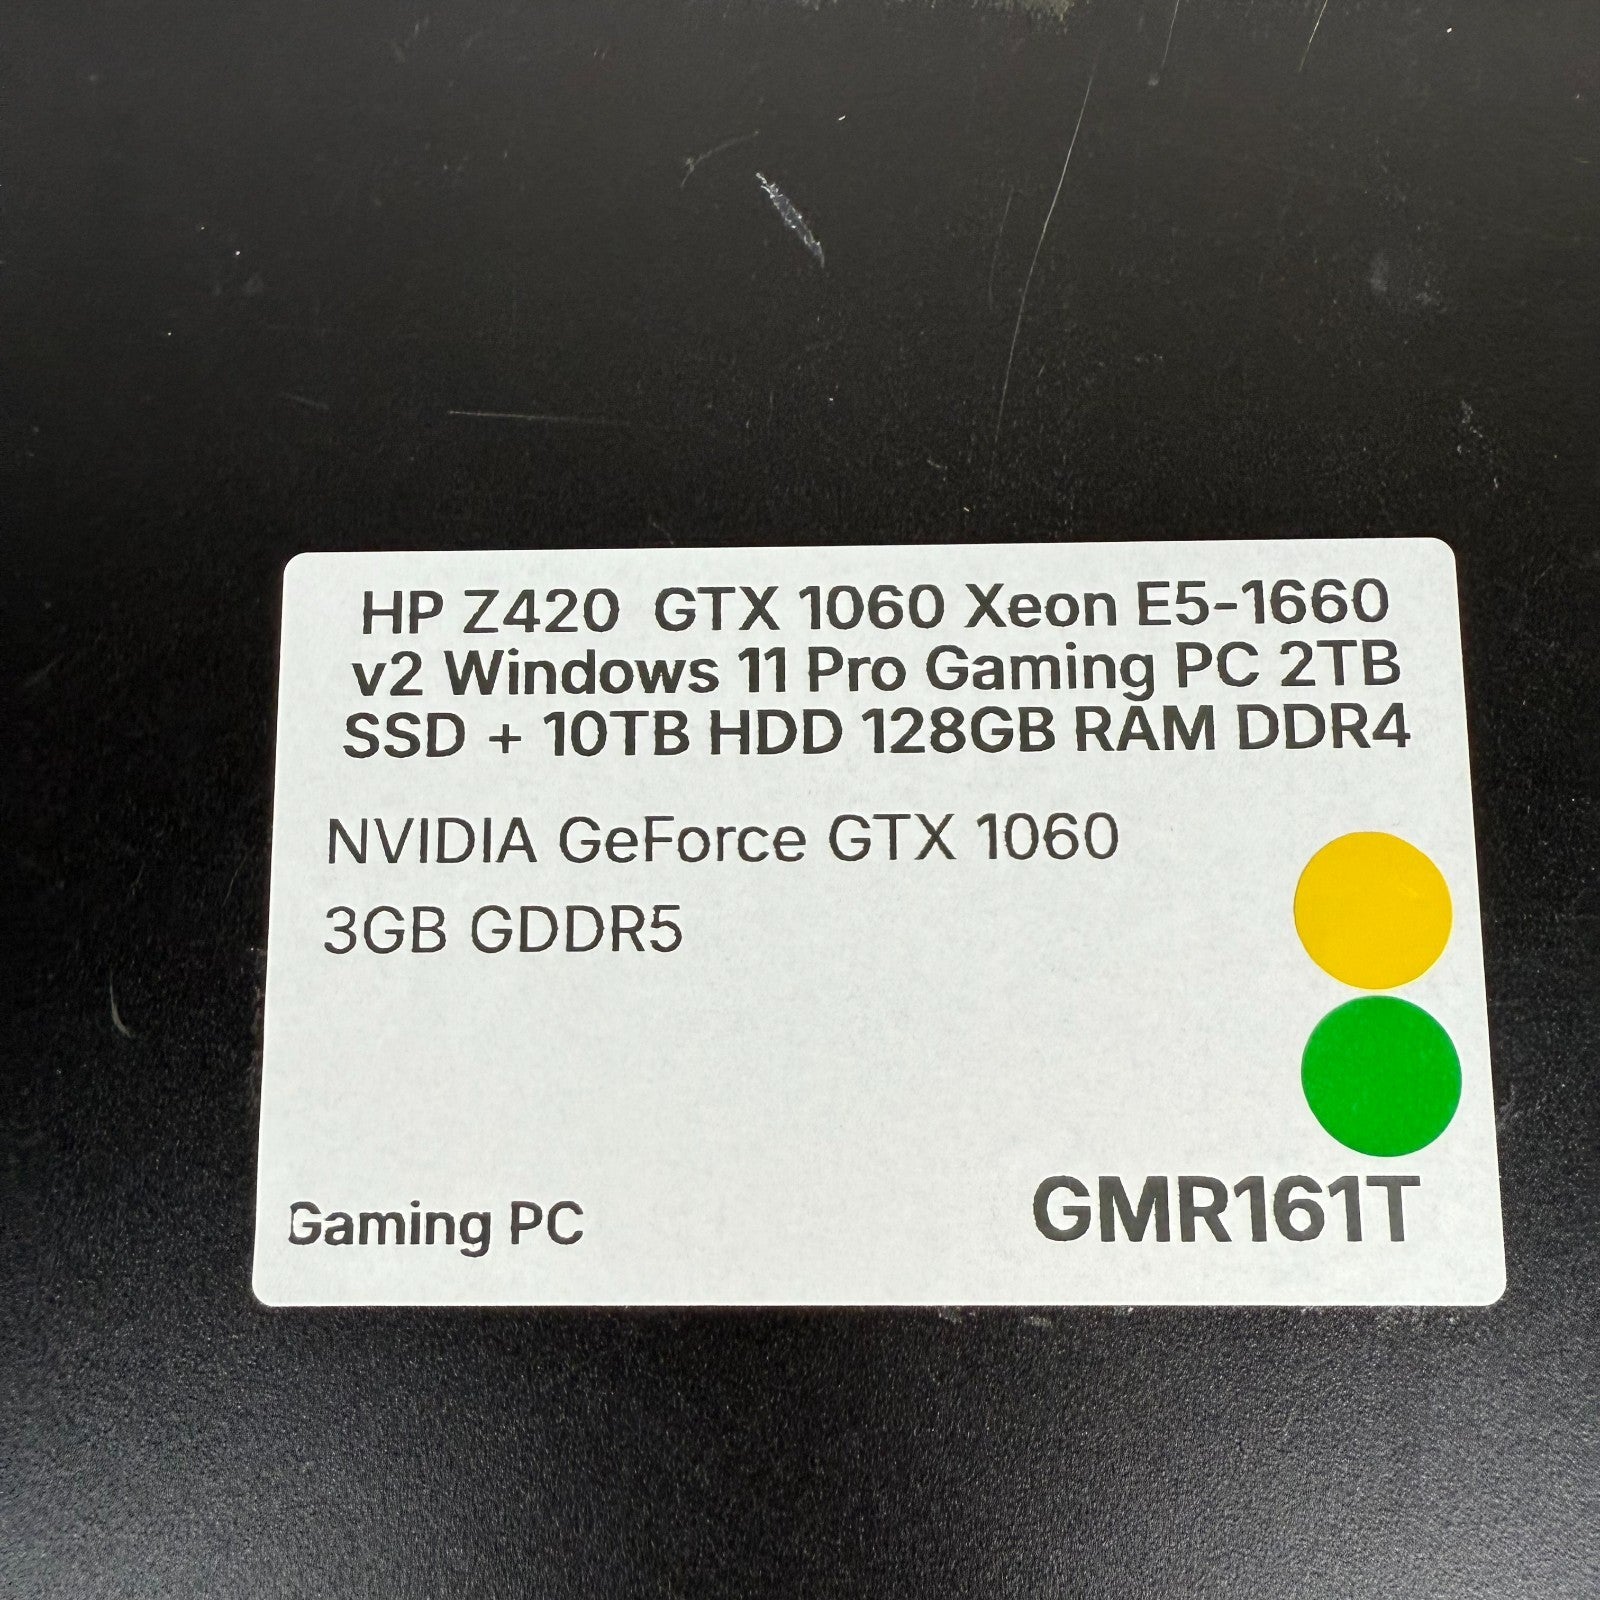 HP Z420 GTX 1060 Xeon E5-1660
v2 Windows 11 Pro Gaming PC 2TB
SSD + 10TB HDD 128GB RAM DDR4
NVIDIA GeForce GTX 1060
3GB GDDR5
Gaming PC
GMR161T